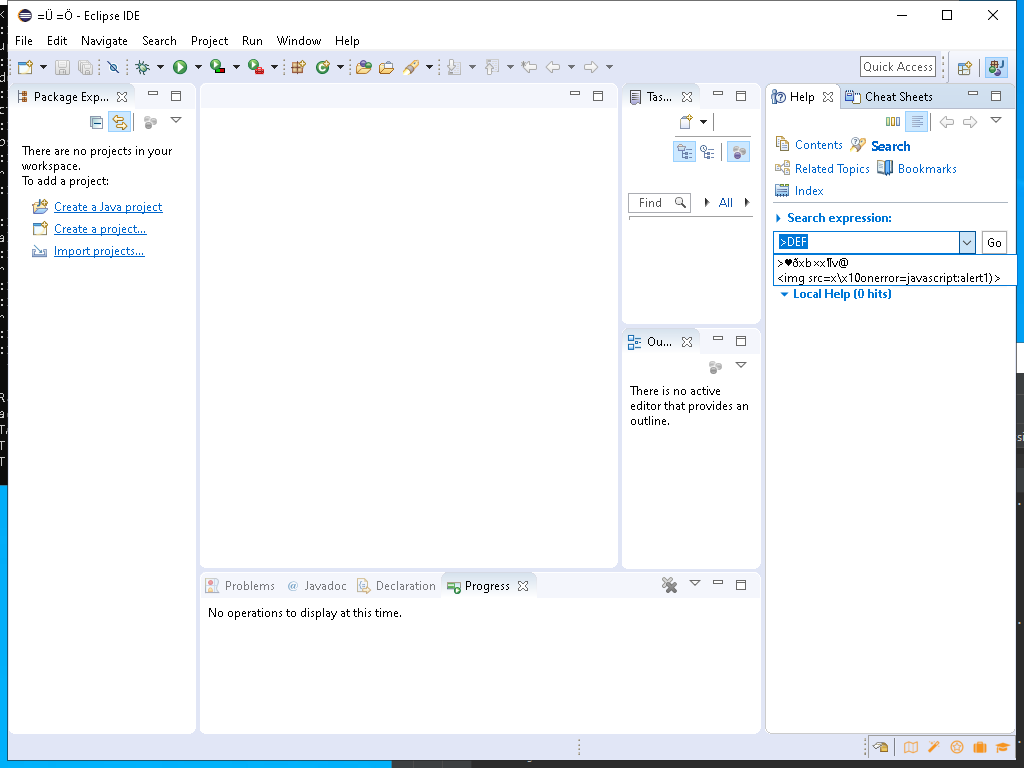 =Ü =Ö - Eclipse IDE
File Edit Navigate Search Project Run Window Help
Quick Access
Package Exp...
There are no projects in your
workspace.
To add a project:
Create a Java project
Create a project...
Import projects...
Tas...
Find
All
Ou...
There is no active
editor that provides an
outline.
Problems @ Javadoc Declaration Progress
No operations to display at this time.
Help Cheat Sheets
Contents Search
Related Topics Bookmarks
Index
Search expression:
>DEF Go
>♥ðxb×x¶v@
<img src=x\x10onerror=javascript:alert1)>
Local Help (0 hits)